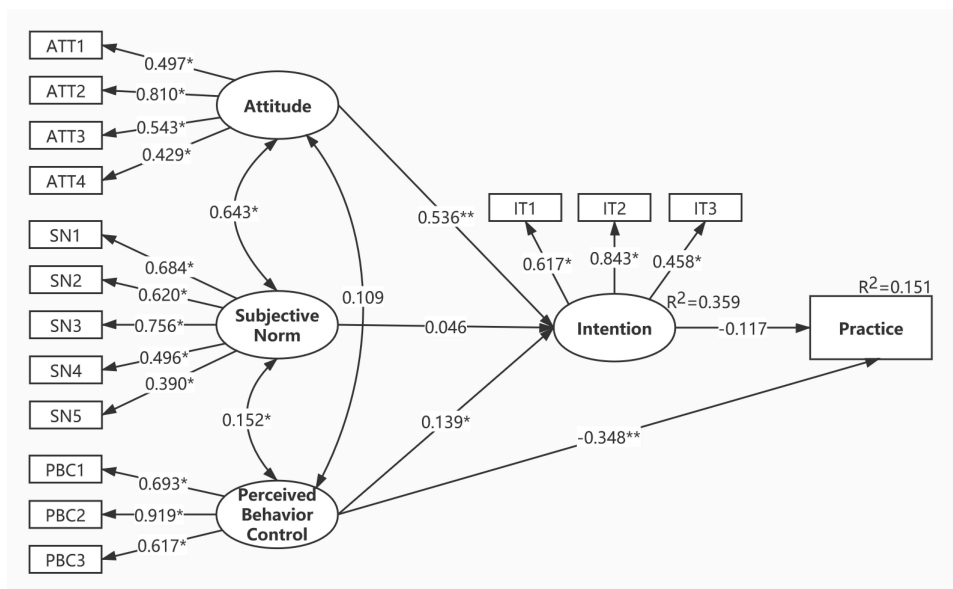 ATT1
0.497*
ATT2
0.810*
Attitude
ATT3
0.543*
ATT4
0.429*
0.643*
0.536**
IT1
IT2
IT3
SN1
0.684*
0.617*
0.843*
0.458*
SN2
0.620*
0.109
R2=0.359
R2=0.151
SN3
0.756*
Subjective
Norm
0.046
Intention
-0.117
Practice
SN4
0.496*
0.390*
SN5
0.152*
0.139*
-0.348**
PBC1
0.693*
PBC2
0.919*
Perceived
Behavior
Control
PBC3
0.617*